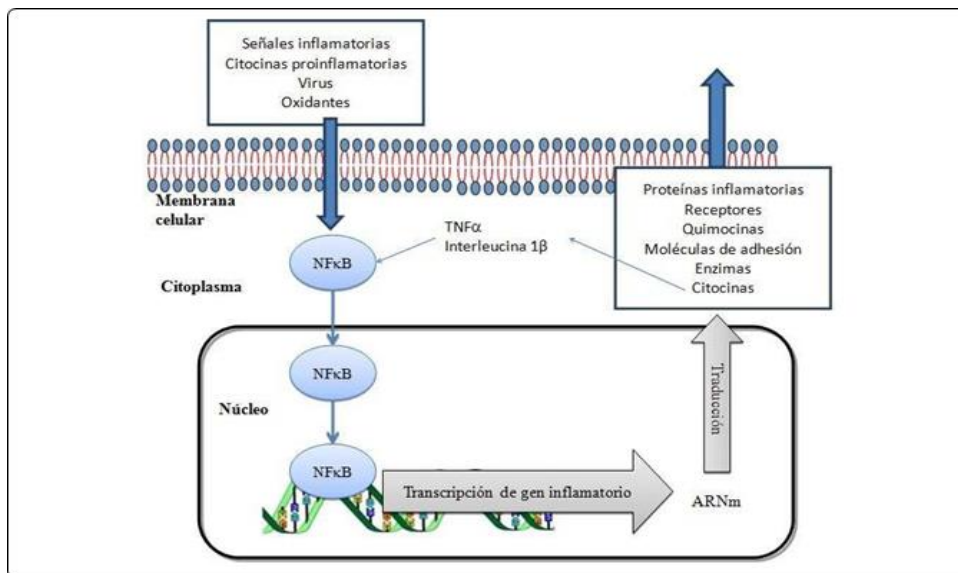 Señales inflamatorias
Citocinas proinflamatorias
Virus
Oxidantes
Membrana
celular
TNFα
Interleucina 1β
Proteínas inflamatorias
Receptores
Quimocinas
Moléculas de adhesión
Enzimas
Citocinas
NFκB
Citoplasma
NFκB
Núcleo
NFκB
Transcripción de gen inflamatorio
ARNm
Traducción